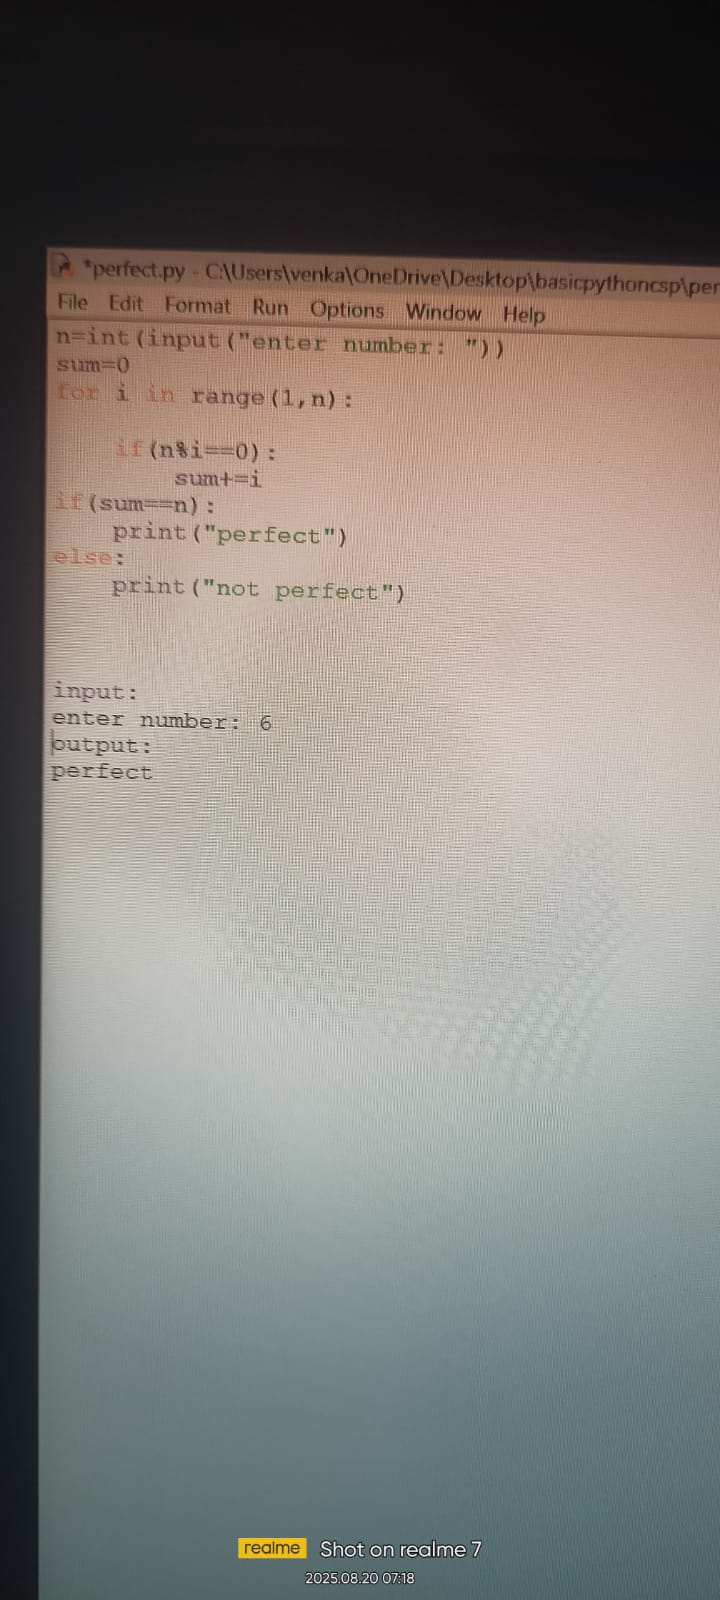 *perfect.py - C:\Users\venka\OneDrive\Desktop\basicpythoncsp\per
File Edit Format Run Options Window Help
n=int(input("enter number: "))
sum=0
for i in range(1,n):
    if(n%i==0):
        sum+=i
if(sum==n):
    print("perfect")
else:
    print("not perfect")
input:
enter number: 6
output:
perfect
realme Shot on realme 7
2025.08.20 07:18